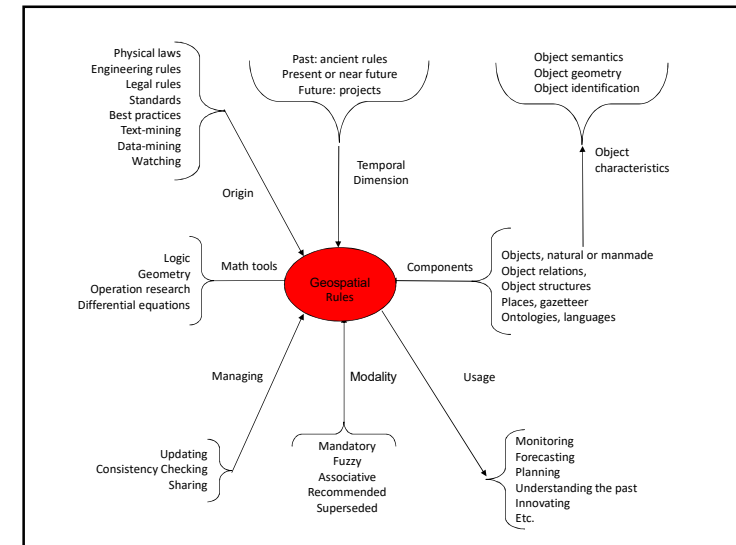 Physical laws
Engineering rules
Legal rules
Standards
Best practices
Text-mining
Data-mining
Watching
Origin
Past: ancient rules
Present or near future
Future: projects
Temporal
Dimension
Object semantics
Object geometry
Object identification
Object
characteristics
Logic
Geometry
Operation research
Differential equations
Math tools
Geospatial
Rules
Components
Objects, natural or manmade
Object relations,
Object structures
Places, gazetteer
Ontologies, languages
Managing
Updating
Consistency Checking
Sharing
Modality
Mandatory
Fuzzy
Associative
Recommended
Superseded
Usage
Monitoring
Forecasting
Planning
Understanding the past
Innovating
Etc.